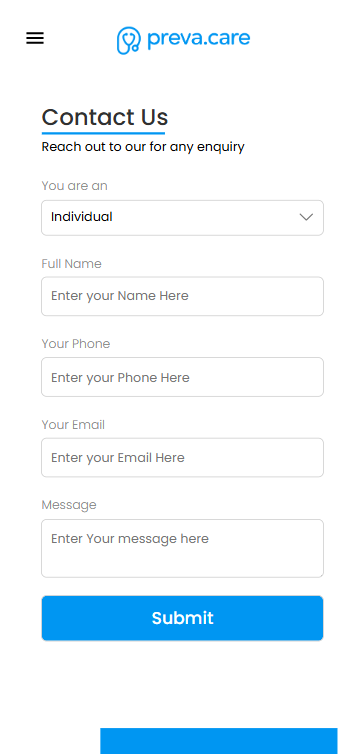 preva.care
Contact Us
Reach out to our for any enquiry
You are an
Individual
Full Name
Enter your Name Here
Your Phone
Enter your Phone Here
Your Email
Enter your Email Here
Message
Enter Your message here
Submit